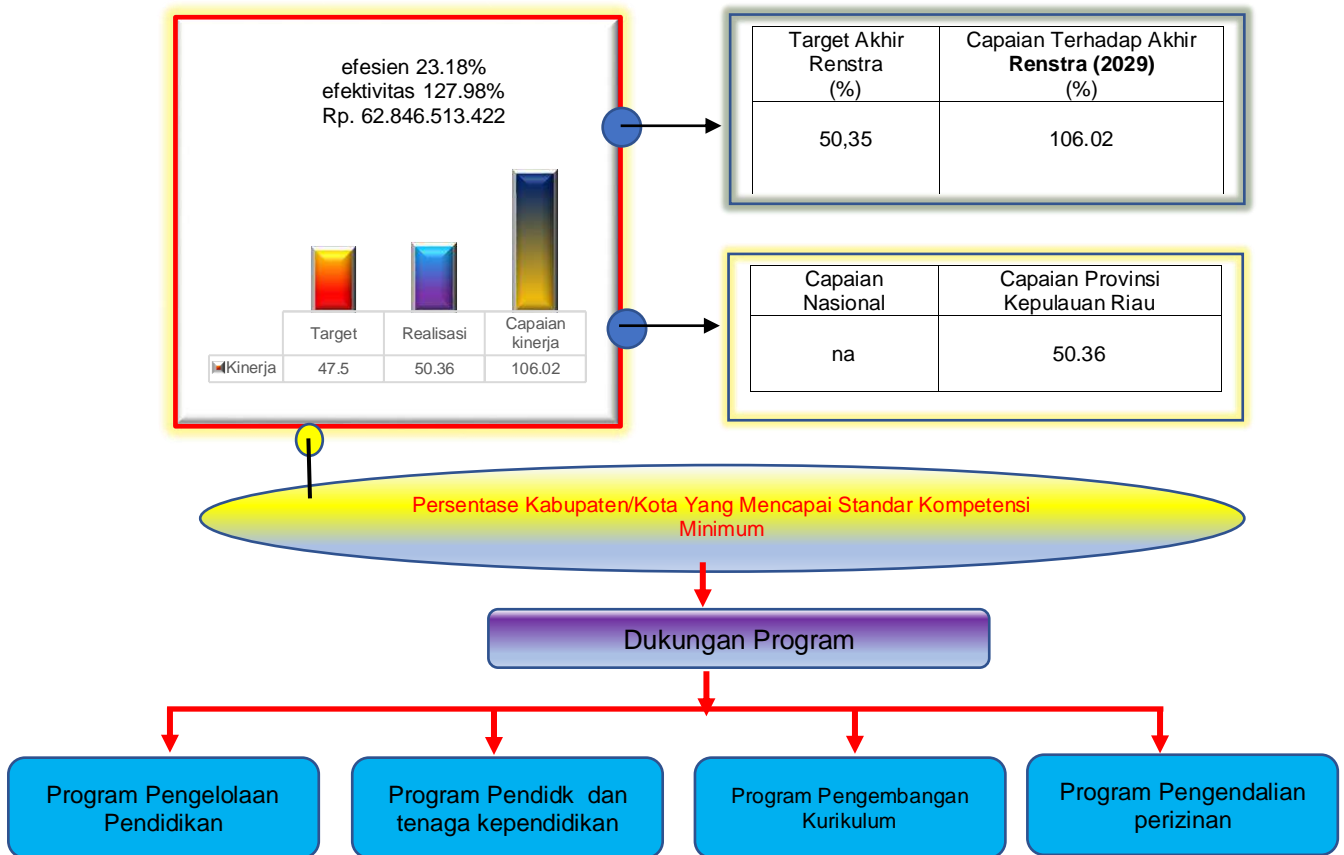 efesien 23.18%
efektivitas 127.98%
Rp. 62.846.513.422
Target Realisasi Capaian
kinerja
Kinerja 47.5 50.36 106.02
Target Akhir
Renstra
(%)
Capaian Terhadap Akhir
Renstra (2029)
(%)
50,35 106.02
Capaian
Nasional
Capaian Provinsi
Kepulauan Riau
na 50.36
Persentase Kabupaten/Kota Yang Mencapai Standar Kompetensi
Minimum
Dukungan Program
Program Pengelolaan
Pendidikan
Program Pendidk dan
tenaga kependidikan
Program Pengembangan
Kurikulum
Program Pengendalian
perizinan